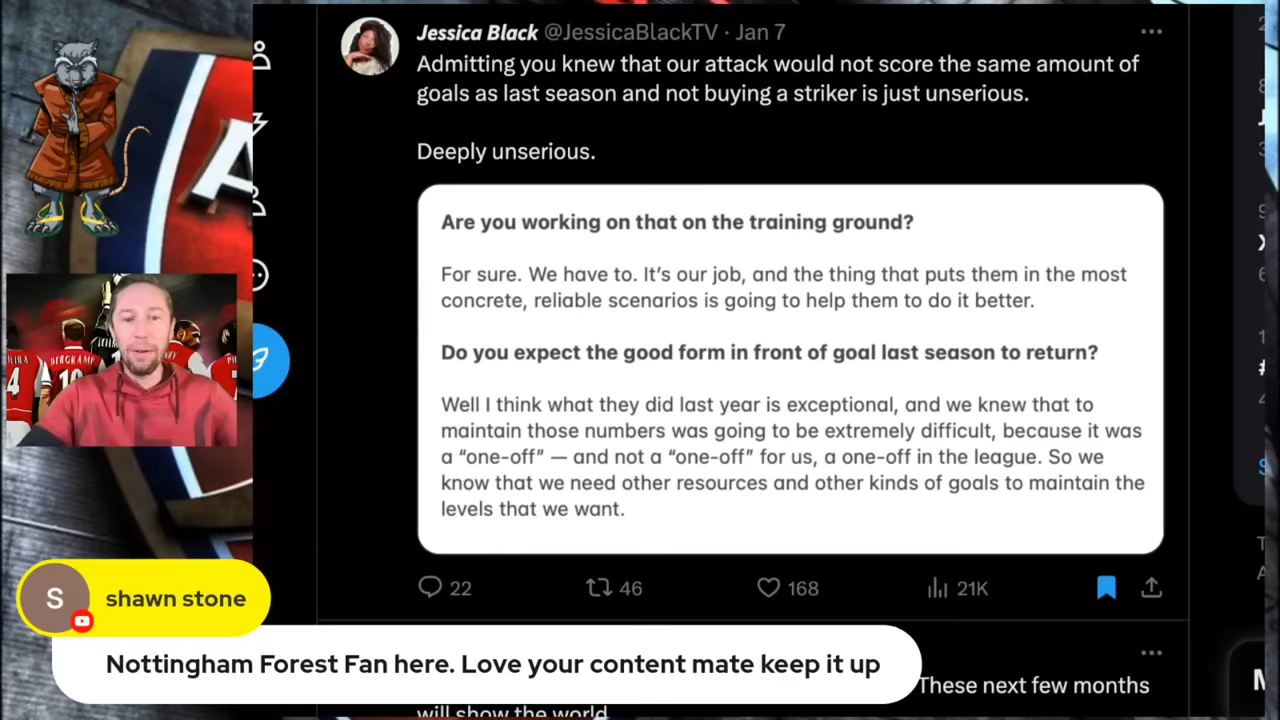 Jessica Black @JessicaBlackTV · Jan 7
Admitting you knew that our attack would not score the same amount of
goals as last season and not buying a striker is just unserious.
Deeply unserious.
Are you working on that on the training ground?
For sure. We have to. It’s our job, and the thing that puts them in the most
concrete, reliable scenarios is going to help them to do it better.
Do you expect the good form in front of goal last season to return?
Well I think what they did last year is exceptional, and we knew that to
maintain those numbers was going to be extremely difficult, because it was
a “one-off” — and not a “one-off” for us, a one-off in the league. So we
know that we need other resources and other kinds of goals to maintain the
levels that we want.
22 46 168 21K
S shawn stone
Nottingham Forest Fan here. Love your content mate keep it up
These next few months
will show the world
BERGKAMP
4 10